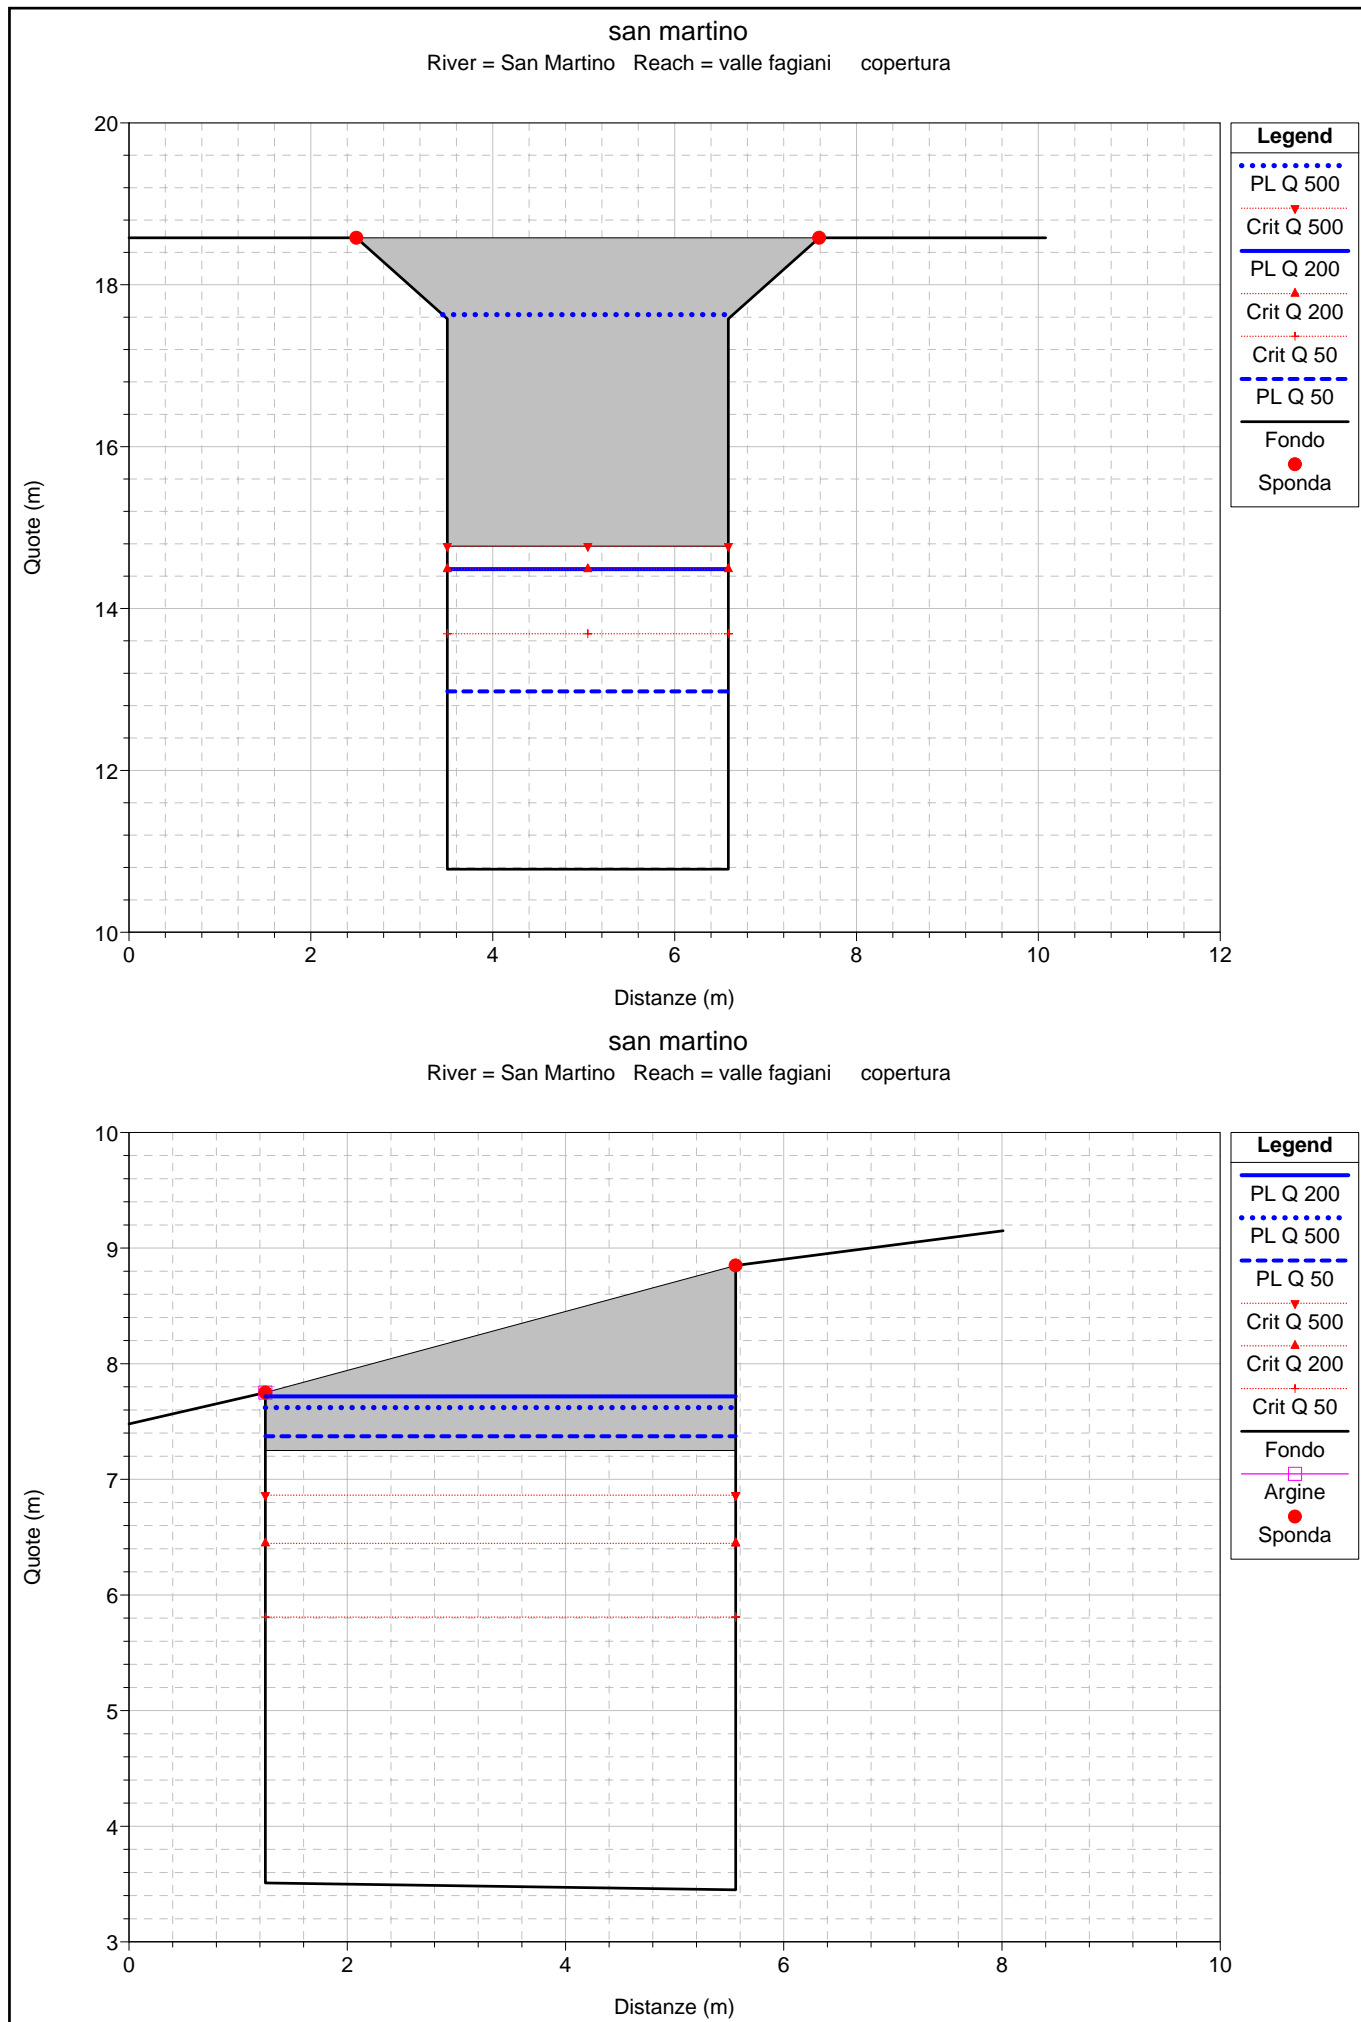 san martino
River = San Martino Reach = valle fagiani copertura
20
18
16
14
12
10
0 2 4 6 8 10 12
Quote (m)
Distanze (m)
Legend
PL Q 500
Crit Q 500
PL Q 200
Crit Q 200
Crit Q 50
PL Q 50
Fondo
Sponda
san martino
River = San Martino Reach = valle fagiani copertura
10
9
8
7
6
5
4
3
0 2 4 6 8 10
Quote (m)
Distanze (m)
Legend
PL Q 200
PL Q 500
PL Q 50
Crit Q 500
Crit Q 200
Crit Q 50
Fondo
Argine
Sponda